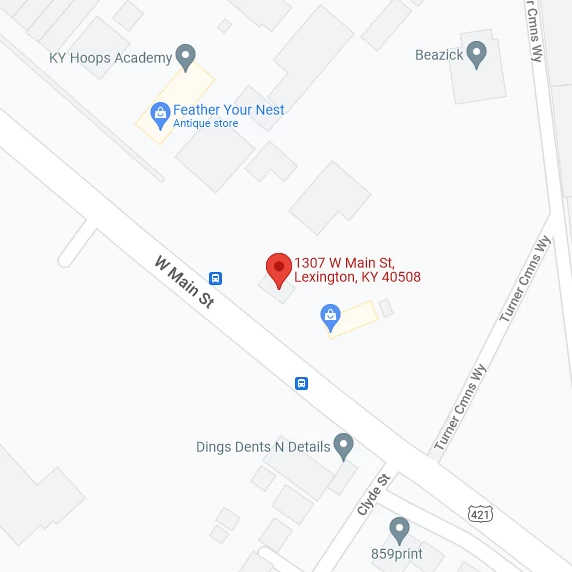 r Cmns Wy
KY Hoops Academy
Beazick
Feather Your Nest
Antique store
W Main St
1307 W Main St,
Lexington, KY 40508
Turner Cmns Wy
Turner Cmns Wy
Dings Dents N Details
Clyde St
421
859print